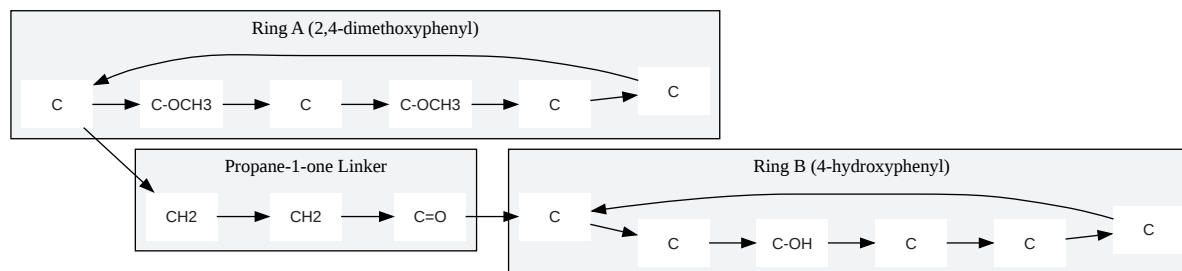 Ring A (2,4-dimethoxyphenyl)
C
C-OCH3
C
C-OCH3
C
C
Propane-1-one Linker
CH2
CH2
C=O
Ring B (4-hydroxyphenyl)
C
C
C-OH
C
C
C